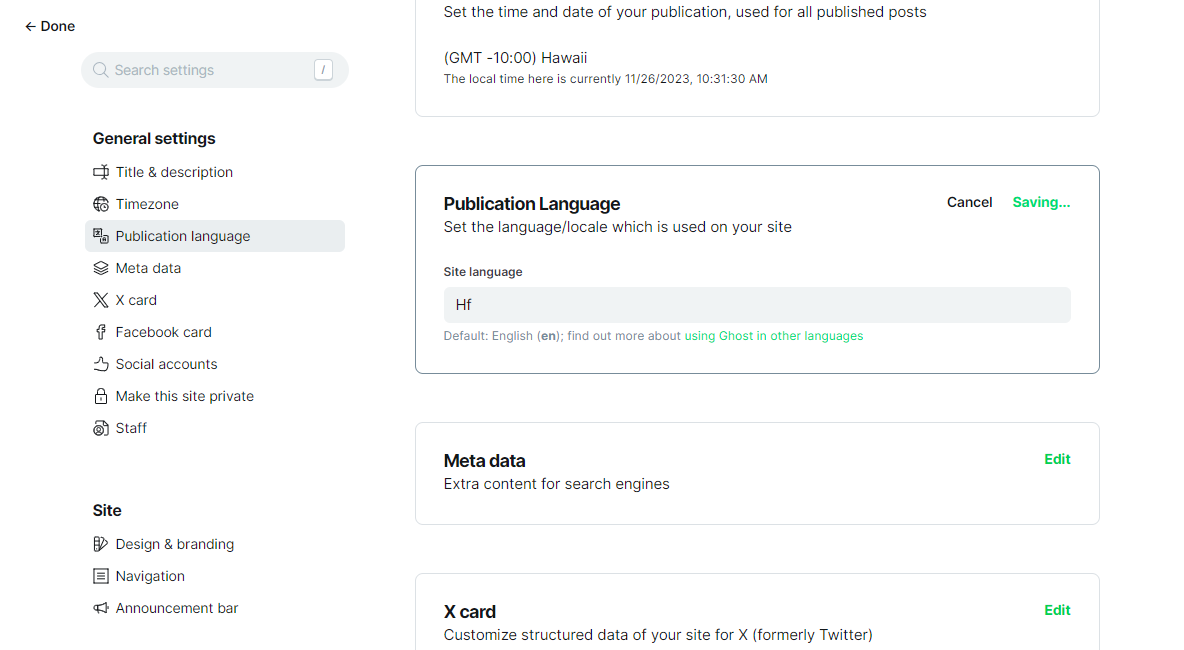 Done
Search settings /
General settings
Title & description
Timezone
Publication language
Meta data
X card
Facebook card
Social accounts
Make this site private
Staff
Site
Design & branding
Navigation
Announcement bar
Set the time and date of your publication, used for all published posts
(GMT -10:00) Hawaii
The local time here is currently 11/26/2023, 10:31:30 AM
Publication Language
Cancel Saving...
Set the language/locale which is used on your site
Site language
Hf
Default: English (en); find out more about using Ghost in other languages
Meta data
Edit
Extra content for search engines
X card
Edit
Customize structured data of your site for X (formerly Twitter)